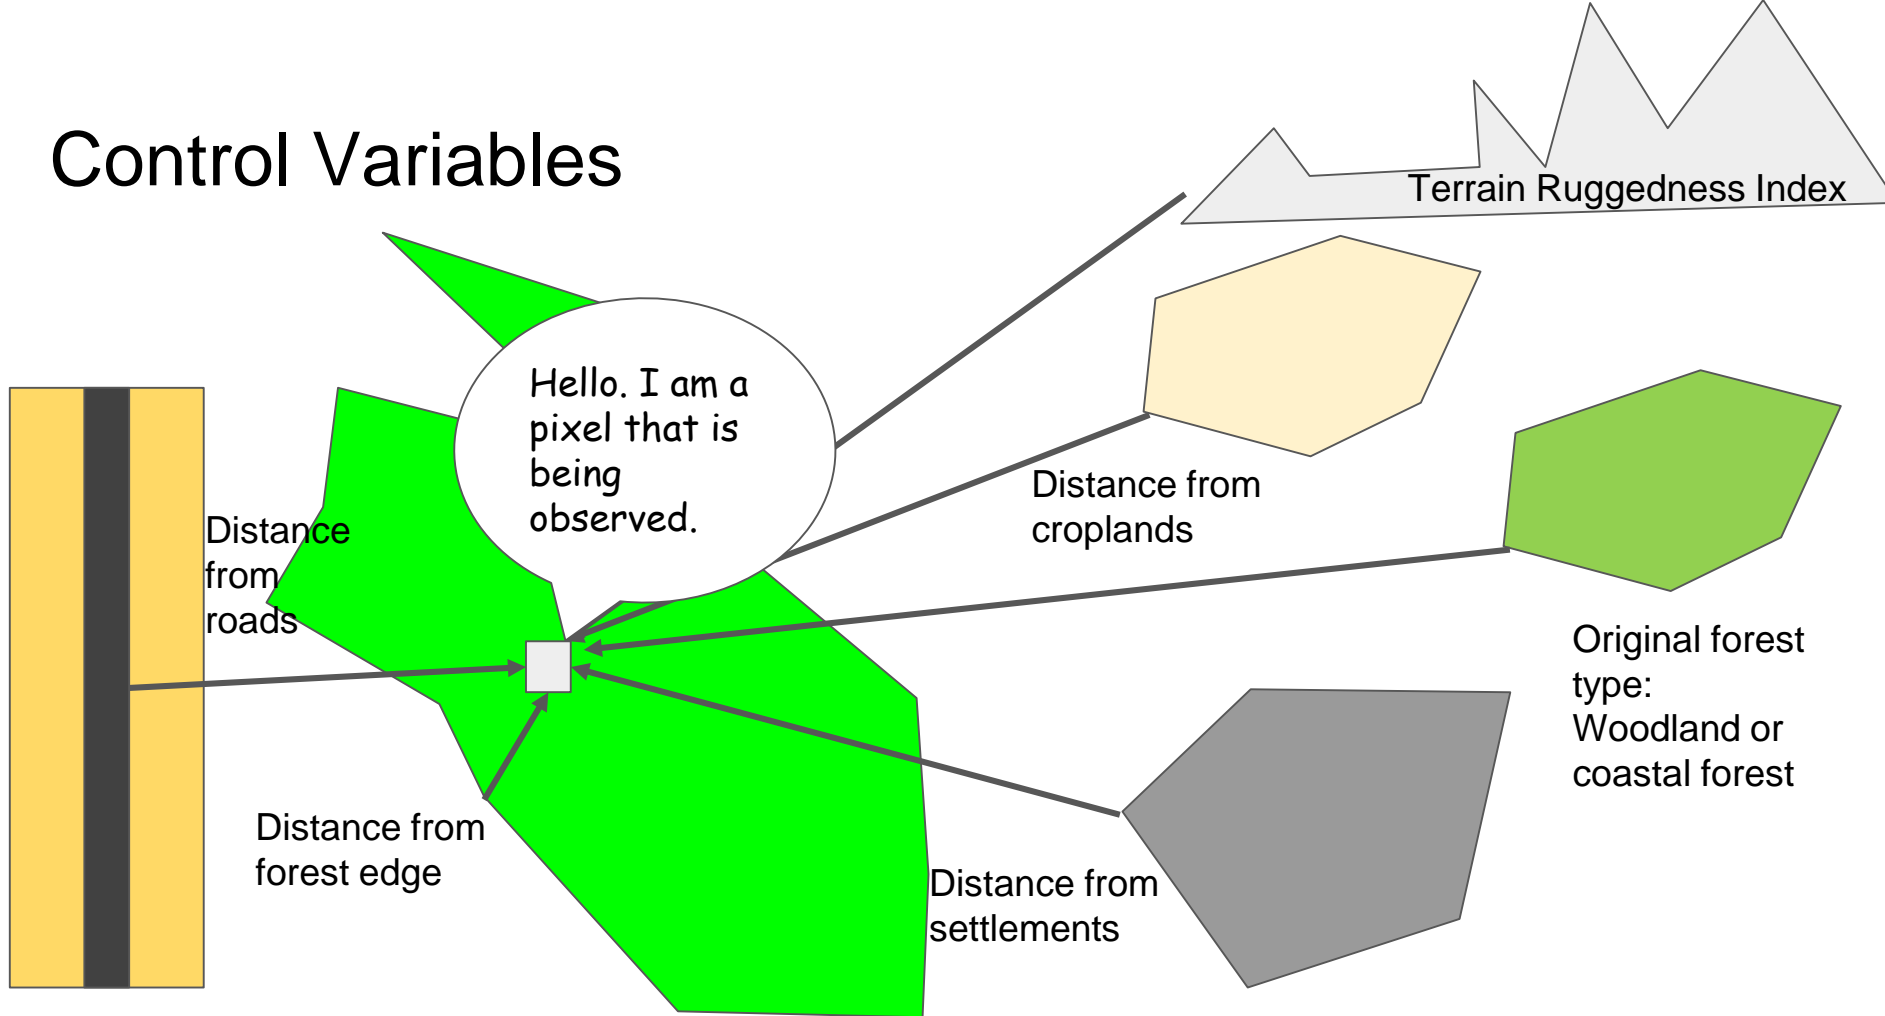 Control Variables
Terrain Ruggedness Index
Hello. I am a
pixel that is
being
observed.
Distance from
croplands
Distance
from
roads
Original forest
type:
Woodland or
coastal forest
Distance from
forest edge
Distance from
settlements